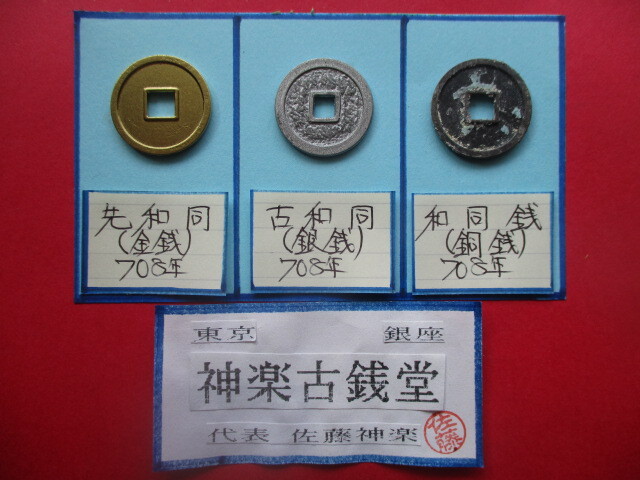 先和同
(金銭)
708年
古和同
(銀銭)
708年
和同銭
(銅銭)
708年
東京 銀座
神楽古銭堂
代表 佐藤神楽
佐藤